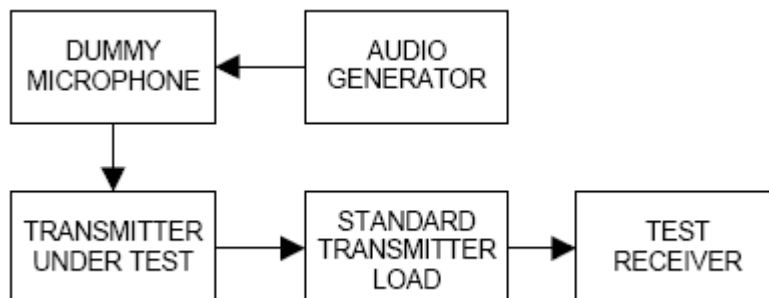 DUMMY
MICROPHONE
AUDIO
GENERATOR
TRANSMITTER
UNDER TEST
STANDARD
TRANSMITTER
LOAD
TEST
RECEIVER